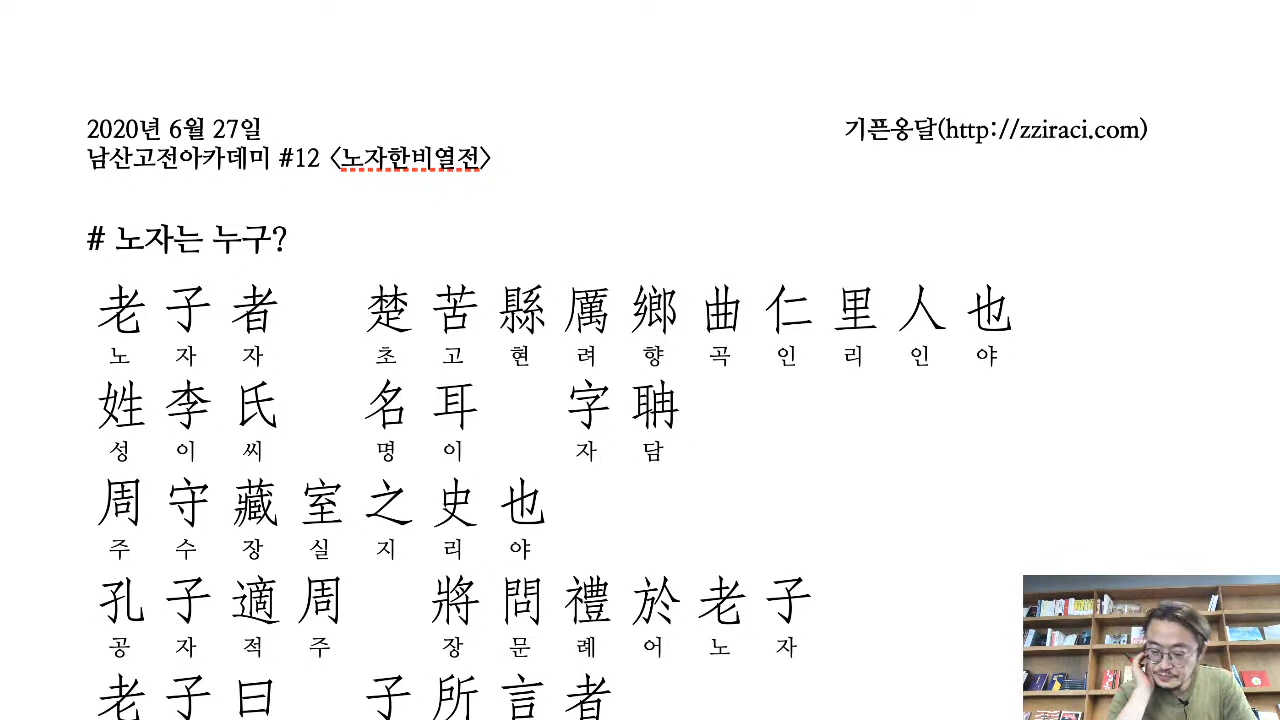 2020년 6월 27일
기픈옹달(http://zziraci.com)
남산고전아카데미 #12 <노자한비열전>
# 노자는 누구?
老子者 楚苦縣厲鄉曲仁里人也
노 자 자 초 고 현 려 향 곡 인 리 인 야
姓李氏 名耳 字聃
성 이 씨 명 이 자 담
周守藏室之史也
주 수 장 실 지 리 야
孔子適周 將問禮於老子
공 자 적 주 장 문 례 어 노 자
老子曰 子所言者